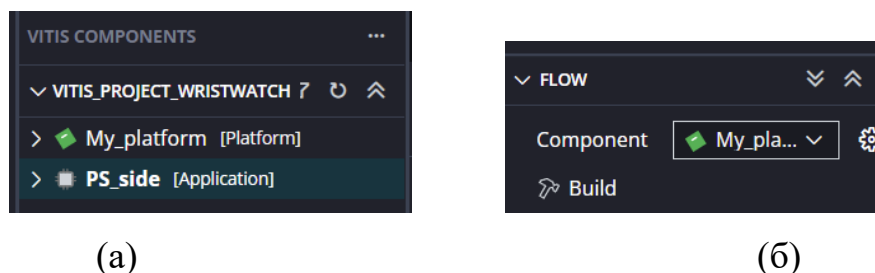 VITIS COMPONENTS ...
VITIS_PROJECT_WRISTWATCH
My_platform [Platform]
PS_side [Application]
(а)
FLOW
Component My_pla...
Build
(б)